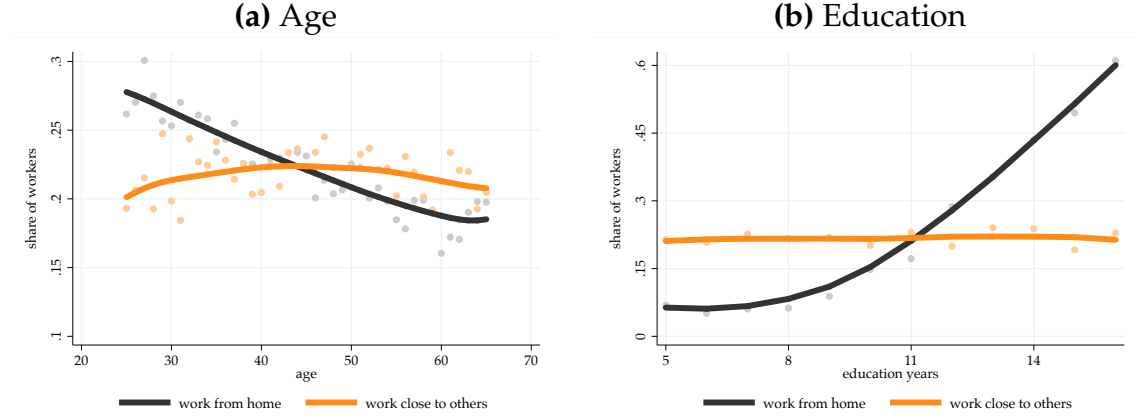 (a) Age
(b) Education
share of workers
.3
.25
.2
.15
.1
20
30
40
50
60
70
age
work from home
work close to others
share of workers
.6
.45
.3
.15
0
5
8
11
14
education years
work from home
work close to others